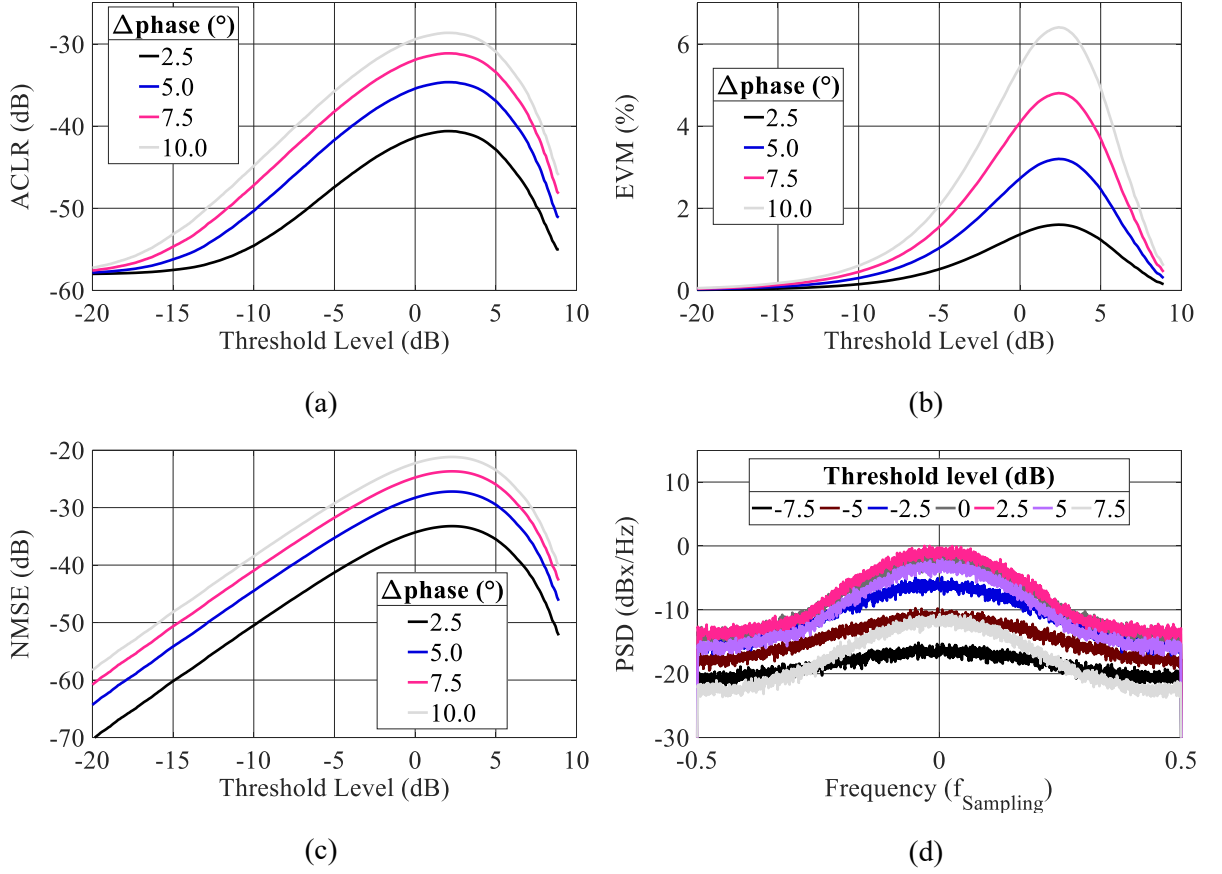 -30
-40
-50
-60
ACLR (dB)
Δphase (°)
2.5
5.0
7.5
10.0
-20 -15 -10 -5 0 5 10
Threshold Level (dB)
(a)
6
4
2
0
EVM (%)
Δphase (°)
2.5
5.0
7.5
10.0
-20 -15 -10 -5 0 5 10
Threshold Level (dB)
(b)
-20
-30
-40
-50
-60
-70
NMSE (dB)
Δphase (°)
2.5
5.0
7.5
10.0
-20 -15 -10 -5 0 5 10
Threshold Level (dB)
(c)
10
0
-10
-20
-30
PSD (dBx/Hz)
Threshold level (dB)
-7.5 -5 -2.5 0 2.5 5 7.5
-0.5 0 0.5
Frequency (f_Sampling)
(d)